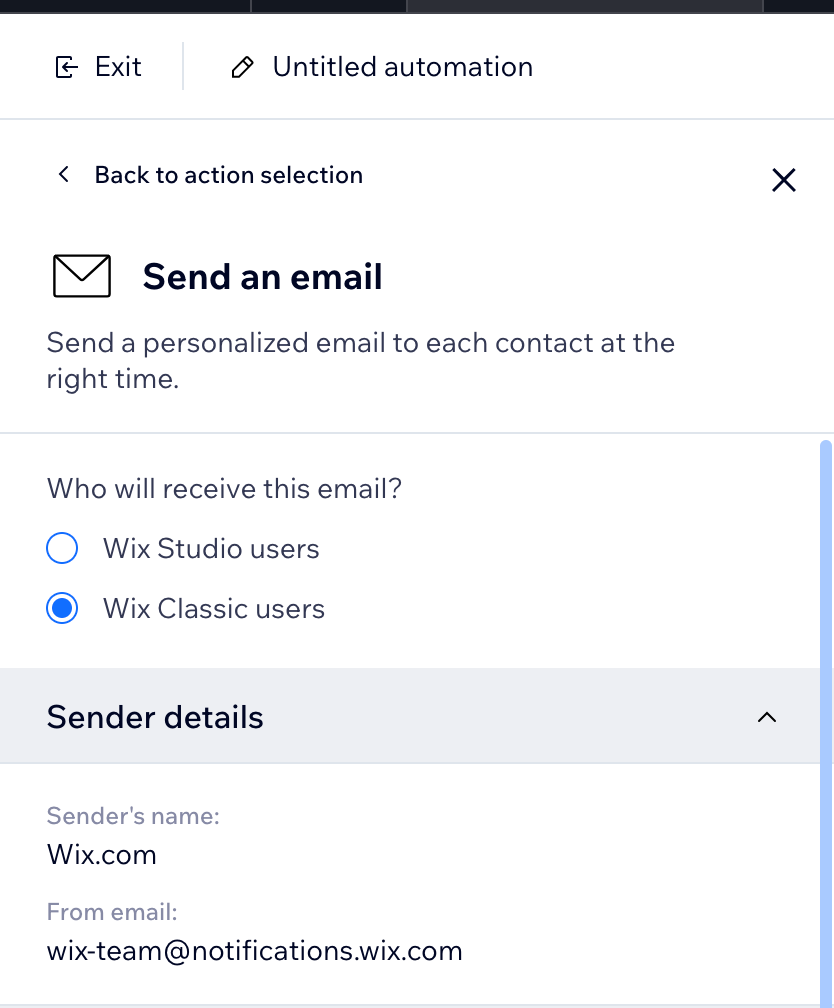 Exit
Untitled automation
Back to action selection
Send an email
Send a personalized email to each contact at the
right time.
Who will receive this email?
Wix Studio users
Wix Classic users
Sender details
Sender's name:
Wix.com
From email:
wix-team@notifications.wix.com